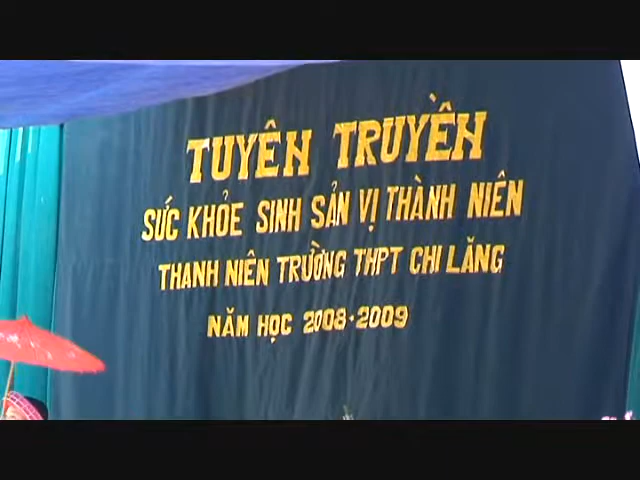 TUYÊN TRUYỀN
SỨC KHỎE SINH SẢN VỊ THÀNH NIÊN
THANH NIÊN TRƯỜNG THPT CHI LĂNG
NĂM HỌC 2008-2009